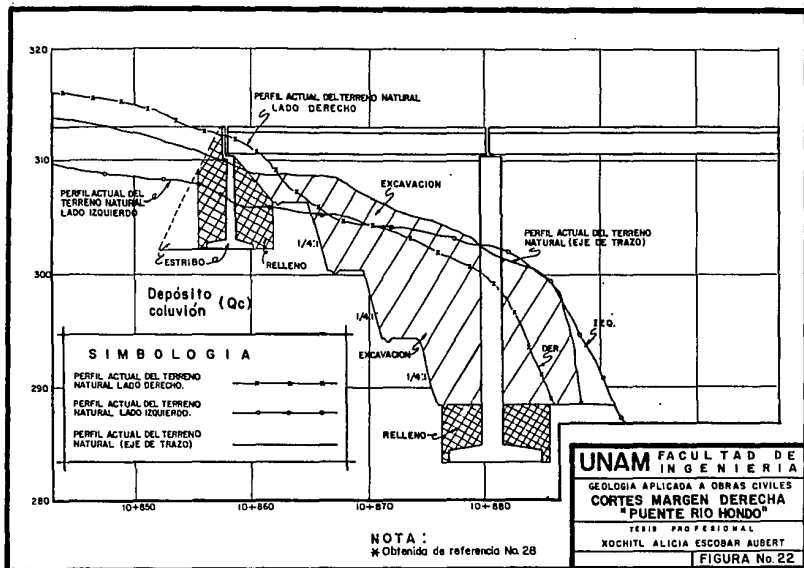 320
310
300
290
280
10+850
10+860
10+870
10+880
PERFIL ACTUAL DEL TERRENO NATURAL
LADO DERECHO
PERFIL ACTUAL DEL
TERRENO NATURAL
LADO IZQUIERDO
EXCAVACION
PERFIL ACTUAL DEL TERRENO
NATURAL (EJE DE TRAZO)
ESTRIBO
RELLENO
1/4:1
1/4:1
1/4:1
Depósito
coluvión (Qc)
EXCAVACION
IZQ.
DER.
RELLENO
SIMBOLOGIA
PERFIL ACTUAL DEL TERRENO
NATURAL LADO DERECHO.
PERFIL ACTUAL DEL TERRENO
NATURAL LADO IZQUIERDO.
PERFIL ACTUAL DEL TERRENO
NATURAL (EJE DE TRAZO)
NOTA:
* Obtenida de referencia No. 28
UNAM FACULTAD DE
INGENIERIA
GEOLOGIA APLICADA A OBRAS CIVILES
CORTES MARGEN DERECHA
"PUENTE RIO HONDO"
TESIS PROFESIONAL
XOCHITL ALICIA ESCOBAR AUBERT
FIGURA No. 22